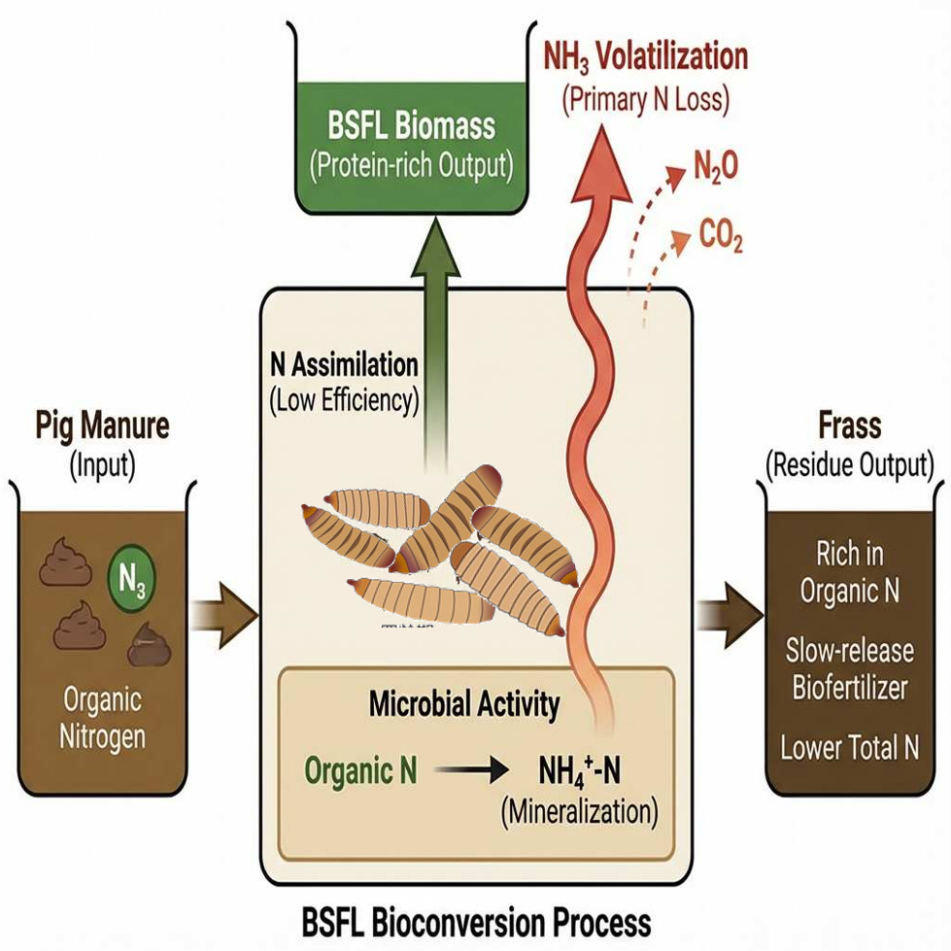 NH₃ Volatilization
(Primary N Loss)
BSFL Biomass
(Protein-rich Output)
N₂O
CO₂
N Assimilation
(Low Efficiency)
Pig Manure
(Input)
Frass
(Residue Output)
N₃
Organic
Nitrogen
Rich in
Organic N
Slow-release
Biofertilizer
Lower Total N
Microbial Activity
Organic N
NH₄⁺-N
(Mineralization)
BSFL Bioconversion Process